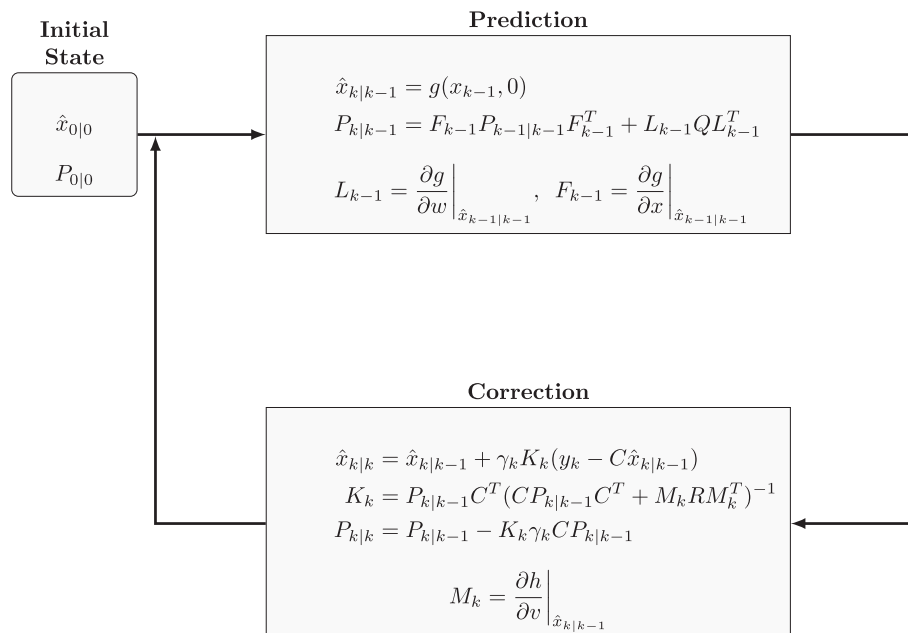 Initial
State
x̂₀|₀
P₀|₀
Prediction
x̂_{k|k−1} = g(x_{k−1}, 0)
P_{k|k−1} = F_{k−1}P_{k−1|k−1}F_{k−1}^T + L_{k−1}QL_{k−1}^T
L_{k−1} = ∂g/∂w|_{x̂_{k−1|k−1}}, F_{k−1} = ∂g/∂x|_{x̂_{k−1|k−1}}
Correction
x̂_{k|k} = x̂_{k|k−1} + γ_kK_k(y_k − Cx̂_{k|k−1})
K_k = P_{k|k−1}C^T(CP_{k|k−1}C^T + M_kRM_k^T)^{−1}
P_{k|k} = P_{k|k−1} − K_kγ_kCP_{k|k−1}
M_k = ∂h/∂v|_{x̂_{k|k−1}}